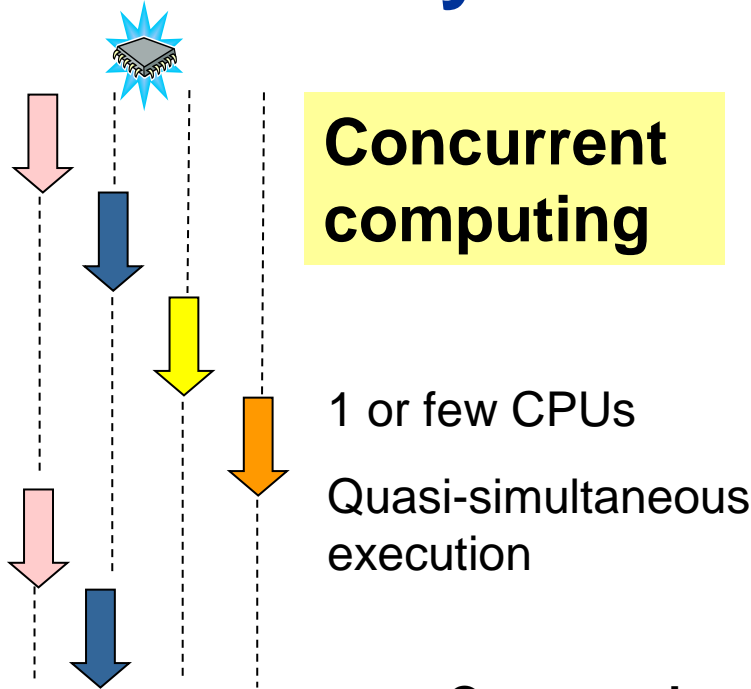 Concurrent
computing
1 or few CPUs
Quasi-simultaneous
execution